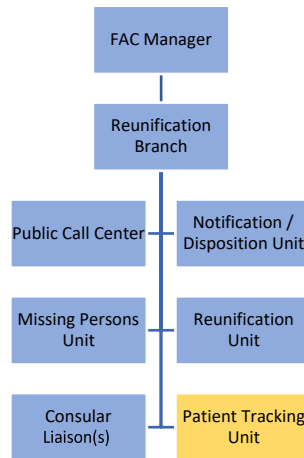 FAC Manager
Reunification
Branch
Public Call Center
Notification /
Disposition Unit
Missing Persons
Unit
Reunification
Unit
Consular
Liaison(s)
Patient Tracking
Unit